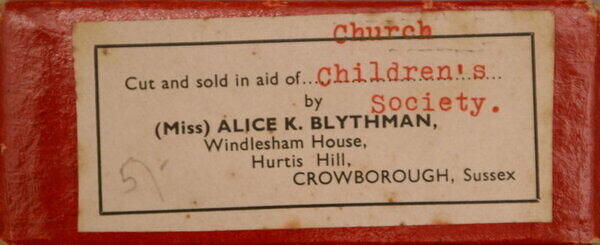 Church
Cut and sold in aid of...Children's
by Society.
(Miss) ALICE K. BLYTHMAN,
Windlesham House,
Hurtis Hill,
CROWBOROUGH, Sussex
5/-